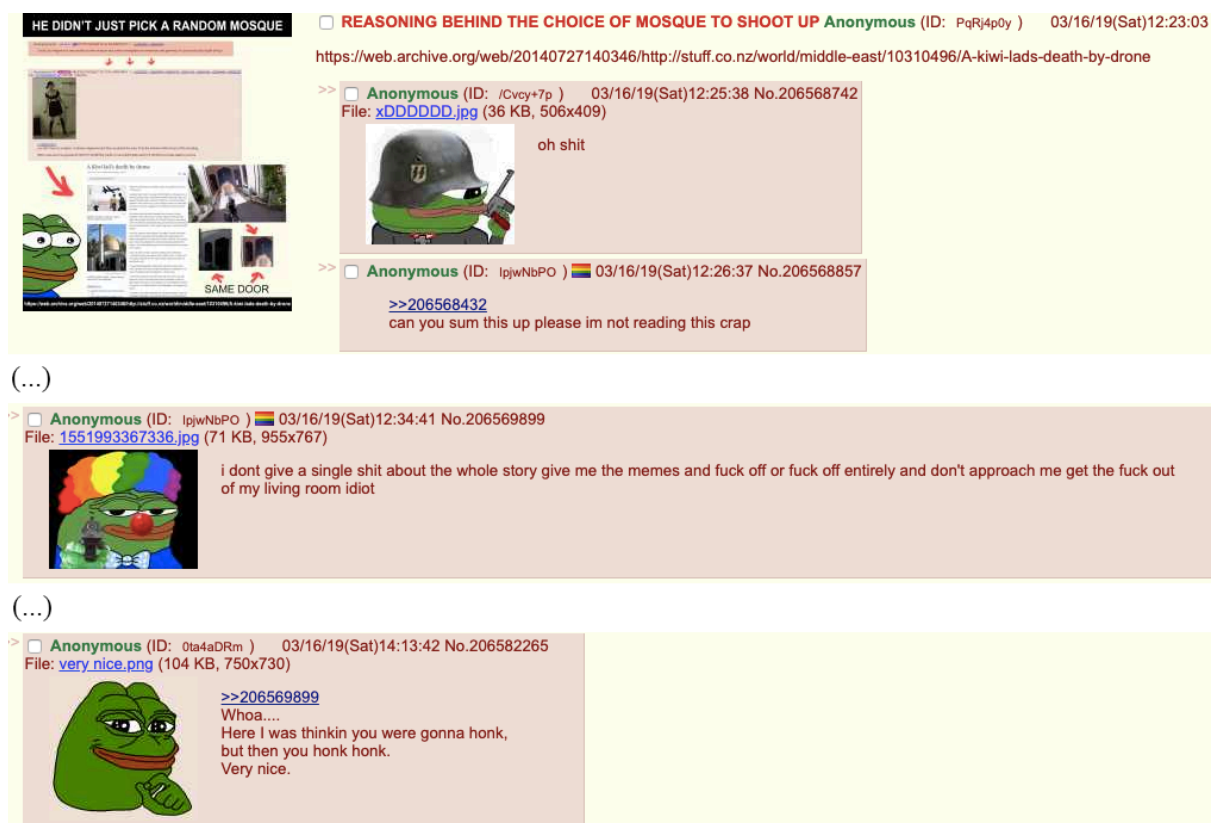 HE DIDN'T JUST PICK A RANDOM MOSQUE
SAME DOOR
REASONING BEHIND THE CHOICE OF MOSQUE TO SHOOT UP Anonymous (ID: PqRj4p0y ) 03/16/19(Sat)12:23:03
https://web.archive.org/web/20140727140346/http://stuff.co.nz/world/middle-east/10310496/A-kiwi-lads-death-by-drone
>> Anonymous (ID: /Cvcy+7p ) 03/16/19(Sat)12:25:38 No.206568742
File: xDDDDDD.jpg (36 KB, 506x409)
oh shit
>> Anonymous (ID: IpjwNbPO ) 03/16/19(Sat)12:26:37 No.206568857
>>206568432
can you sum this up please im not reading this crap
(...)
>> Anonymous (ID: IpjwNbPO ) 03/16/19(Sat)12:34:41 No.206569899
File: 1551993367336.jpg (71 KB, 955x767)
i dont give a single shit about the whole story give me the memes and fuck off or fuck off entirely and don't approach me get the fuck out
of my living room idiot
(...)
>> Anonymous (ID: 0ta4aDRm ) 03/16/19(Sat)14:13:42 No.206582265
File: very nice.png (104 KB, 750x730)
>>206569899
Whoa....
Here I was thinkin you were gonna honk,
but then you honk honk.
Very nice.